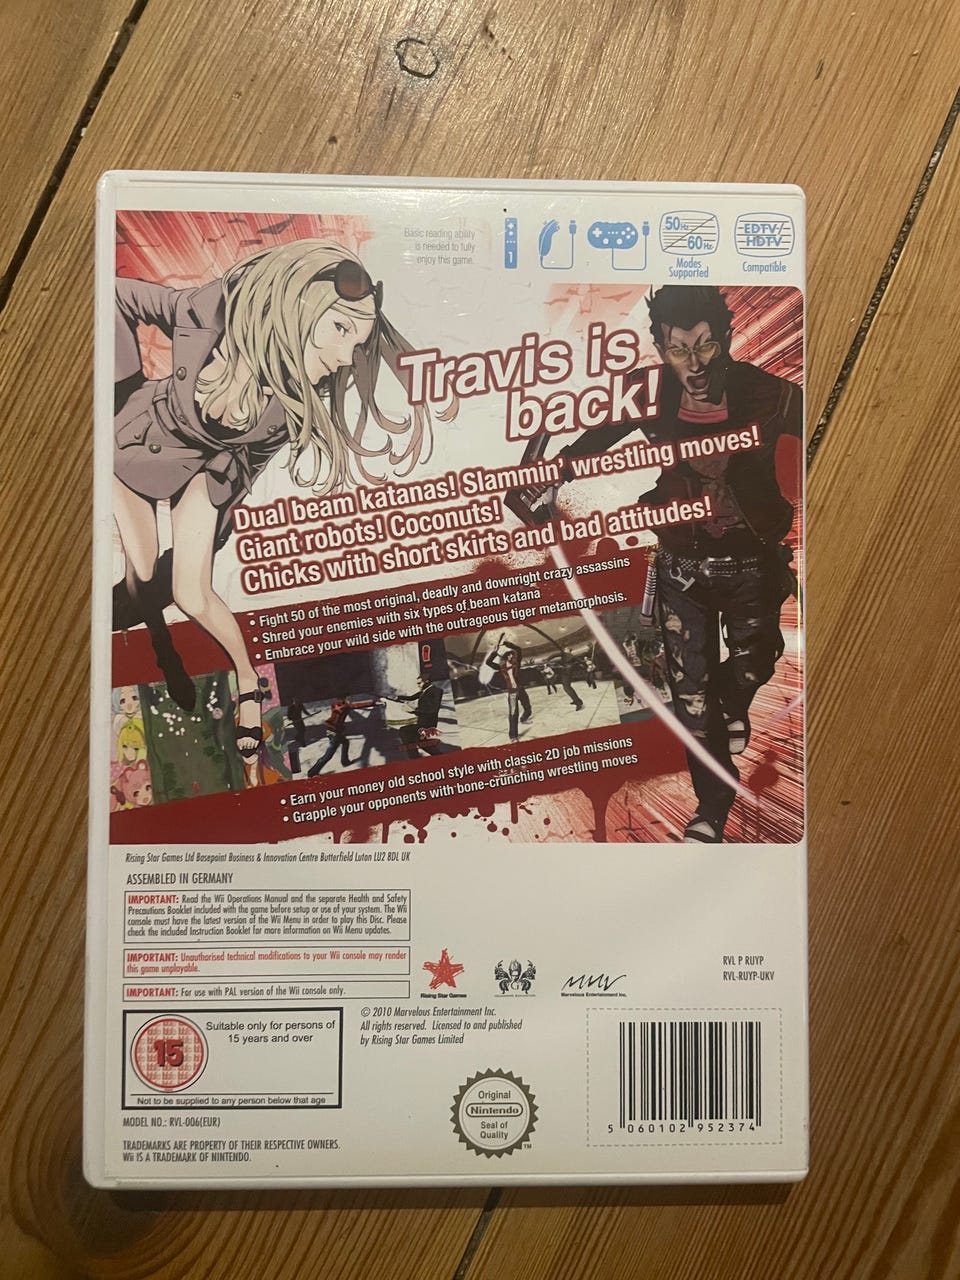 Basic reading ability
is needed to fully
enjoy this game.
1
50Hz
60Hz
Modes
Supported
EDTV/
HDTV
Compatible
Travis is
back!
Dual beam katanas! Slammin' wrestling moves!
Giant robots! Coconuts!
Chicks with short skirts and bad attitudes!
• Fight 50 of the most original, deadly and downright crazy assassins
• Shred your enemies with six types of beam katana
• Embrace your wild side with the outrageous tiger metamorphosis.
• Earn your money old school style with classic 2D job missions
• Grapple your opponents with bone-crunching wrestling moves
Rising Star Games Ltd Basepoint Business & Innovation Centre Butterfield Luton LU2 8DL UK
ASSEMBLED IN GERMANY
IMPORTANT: Read the Wii Operations Manual and the separate Health and Safety
Precautions Booklet included with the game before setup or use of your system. The Wii
console must have the latest version of the Wii Menu in order to play this Disc. Please
check the included Instruction Booklet for more information on Wii Menu updates.
IMPORTANT: Unauthorised technical modifications to your Wii console may render
this game unplayable.
IMPORTANT: For use with PAL version of the Wii console only.
Rising Star Games
Marvelous Entertainment Inc.
RVL P RUYP
RVL-RUYP-UKV
15
Suitable only for persons of
15 years and over
Not to be supplied to any person below that age
© 2010 Marvelous Entertainment Inc.
All rights reserved. Licensed to and published
by Rising Star Games Limited
Original
Nintendo
Seal of
Quality
TM
5 060102 952374
MODEL NO.: RVL-006(EUR)
TRADEMARKS ARE PROPERTY OF THEIR RESPECTIVE OWNERS.
Wii IS A TRADEMARK OF NINTENDO.